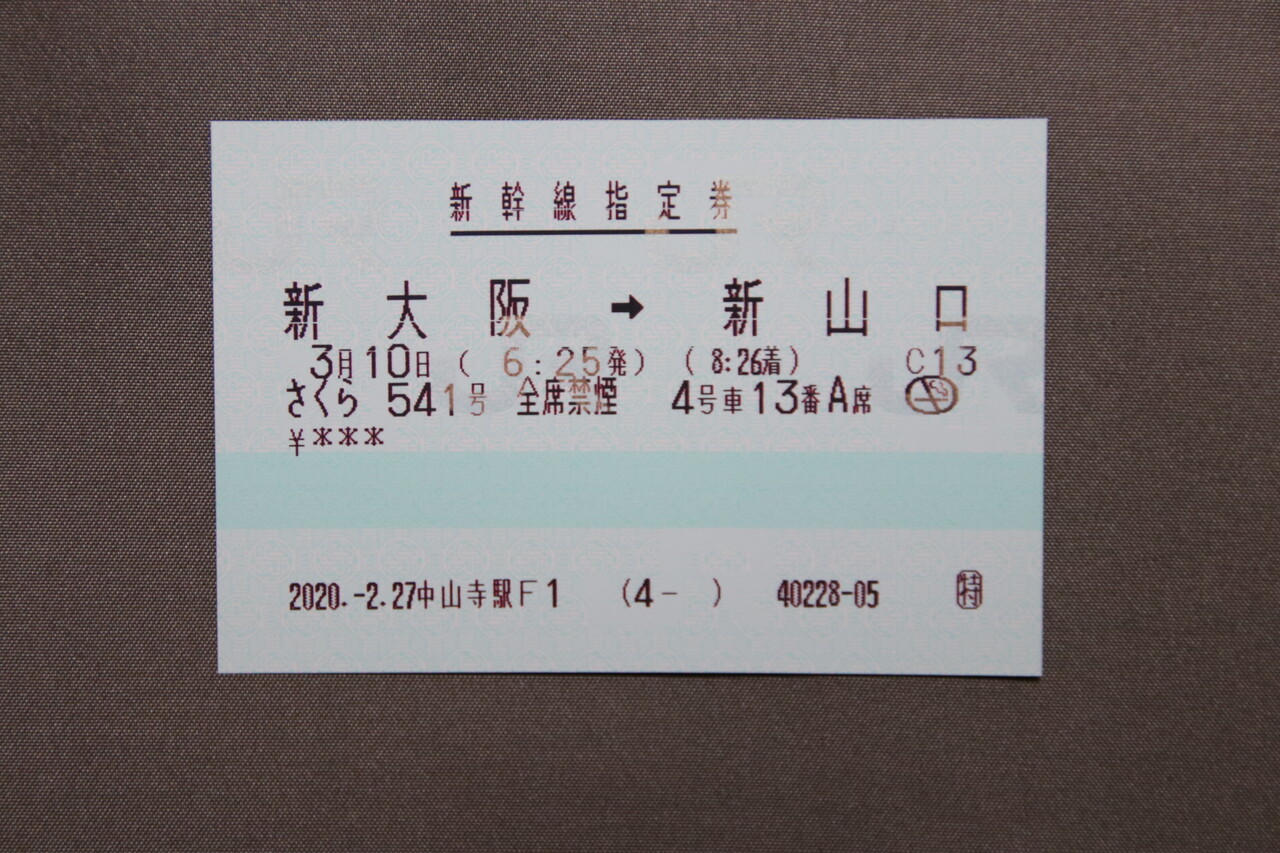 新幹線指定券
新大阪 ➡ 新山口
3月10日 ( 6:25発) ( 8:26着) C13
さくら 541号 全席禁煙 4号車13番A席
¥***
2020.-2.27中山寺駅F1 (4- ) 40228-05 特